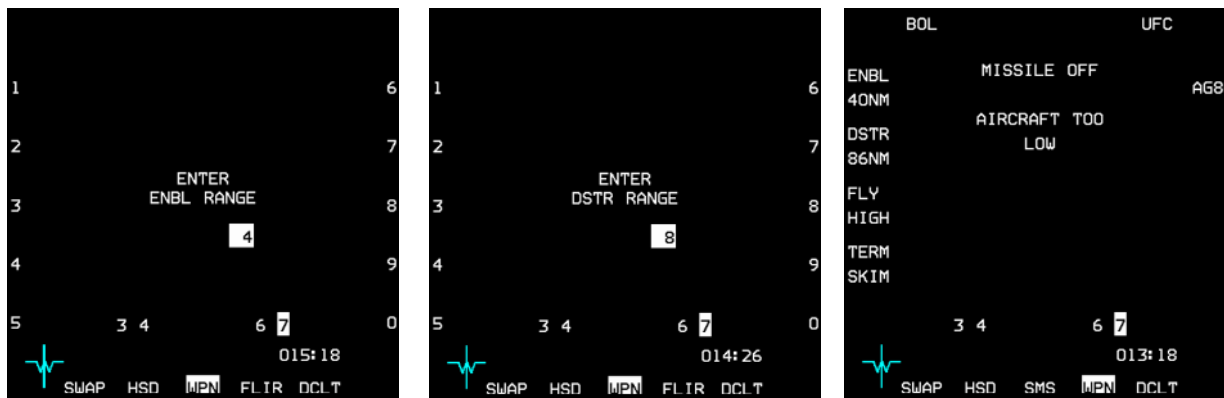 1 6
2 7
ENTER
ENBL RANGE
3 8
4
4 9
5 3 4 6 7 0
015:18
SWAP HSD WPN FLIR DCLT
1 6
2 7
ENTER
DSTR RANGE
3 8
8
4 9
5 3 4 6 7 0
014:26
SWAP HSD WPN FLIR DCLT
BOL UFC
MISSILE OFF
ENBL
AG8
40NM
AIRCRAFT TOO
DSTR
LOW
86NM
FLY
HIGH
TERM
SKIM
3 4 6 7
013:18
SWAP HSD SMS WPN DCLT